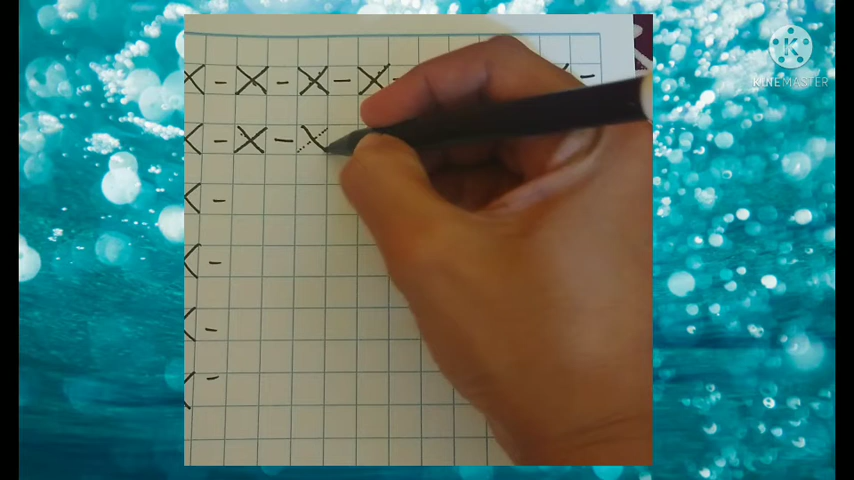 X - X - X - X - -
X - X - X
X -
X -
X -
X -
K
KINEMASTER